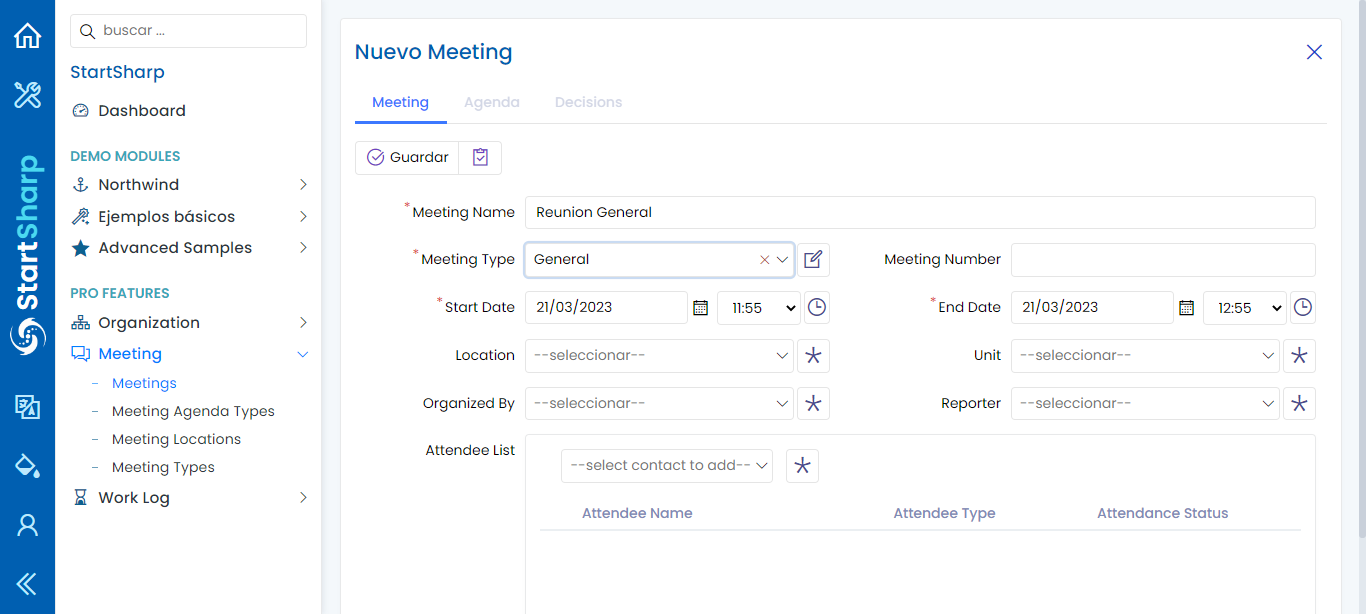 buscar ...
StartSharp
Dashboard
DEMO MODULES
Northwind
Ejemplos básicos
Advanced Samples
PRO FEATURES
Organization
Meeting
– Meetings
– Meeting Agenda Types
– Meeting Locations
– Meeting Types
Work Log
StartSharp
Nuevo Meeting
Meeting Agenda Decisions
Guardar
*Meeting Name Reunion General
*Meeting Type General Meeting Number
*Start Date 21/03/2023 11:55 *End Date 21/03/2023 12:55
Location --seleccionar-- Unit --seleccionar--
Organized By --seleccionar-- Reporter --seleccionar--
Attendee List
--select contact to add--
Attendee Name Attendee Type Attendance Status